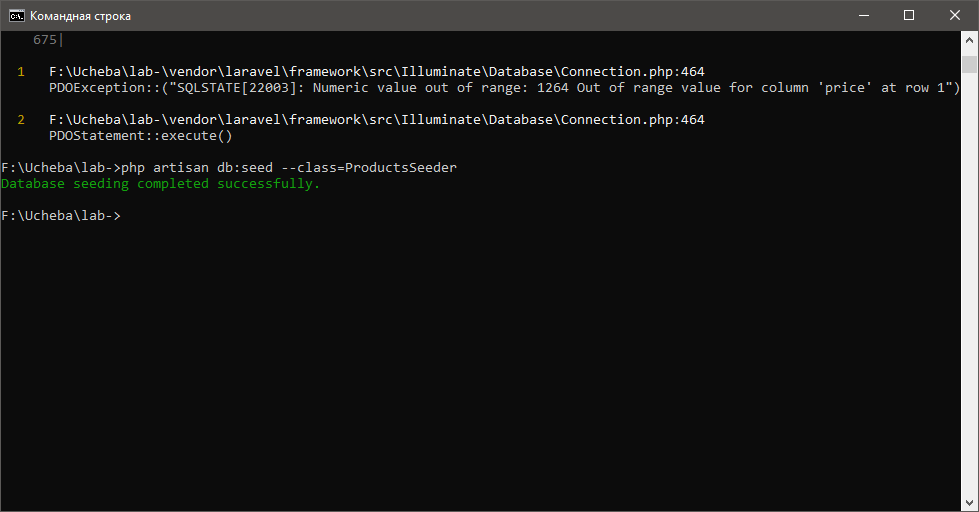 Командная строка
675|
1 F:\Ucheba\lab-\vendor\laravel\framework\src\Illuminate\Database\Connection.php:464
PDOException::("SQLSTATE[22003]: Numeric value out of range: 1264 Out of range value for column 'price' at row 1")
2 F:\Ucheba\lab-\vendor\laravel\framework\src\Illuminate\Database\Connection.php:464
PDOStatement::execute()
F:\Ucheba\lab->php artisan db:seed --class=ProductsSeeder
Database seeding completed successfully.
F:\Ucheba\lab->